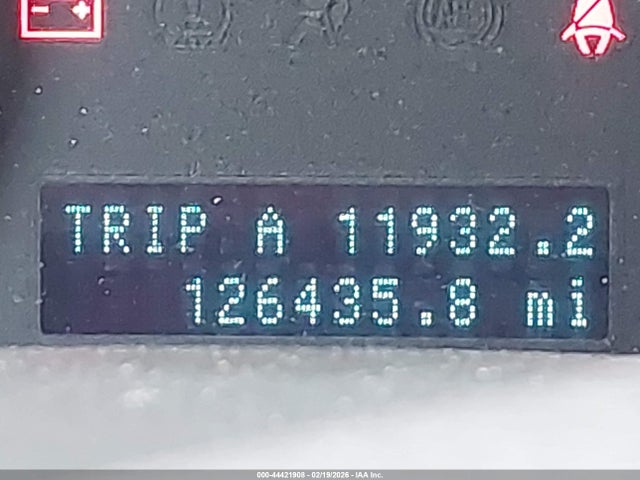 TRIP A 11932.2
126435.8 mi
000-44421908 - 02/19/2026 - IAA Inc.